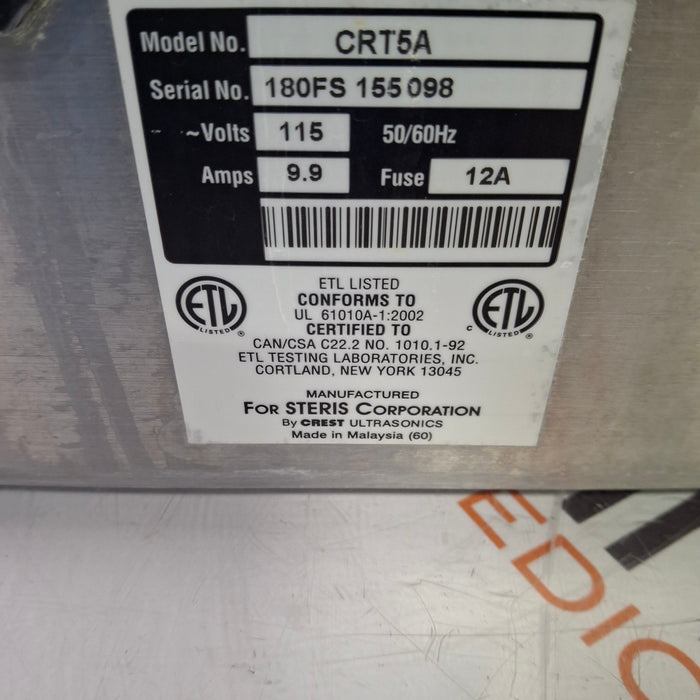 Model No. CRT5A
Serial No. 180FS 155098
~Volts 115 50/60Hz
Amps 9.9 Fuse 12A
ETL LISTED
CONFORMS TO
UL 61010A-1:2002
CERTIFIED TO
CAN/CSA C22.2 NO. 1010.1-92
ETL TESTING LABORATORIES, INC.
CORTLAND, NEW YORK 13045
ETL
LISTED
C ETL
LISTED
MANUFACTURED
FOR STERIS CORPORATION
BY CREST ULTRASONICS
Made in Malaysia (60)
EDIC